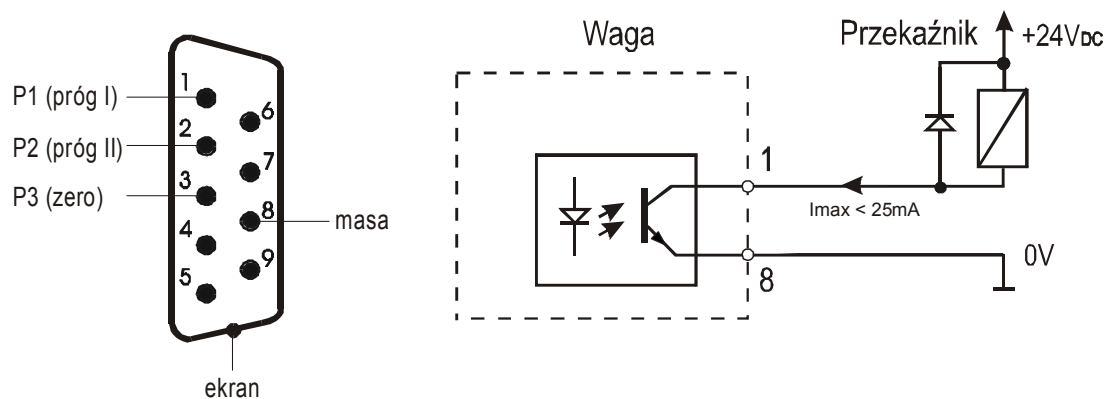 P1 (próg I)
P2 (próg II)
P3 (zero)
1
2
3
4
5
6
7
8
9
masa
ekran
Waga
Przekaźnik
+24VDC
1
Imax < 25mA
8
0V